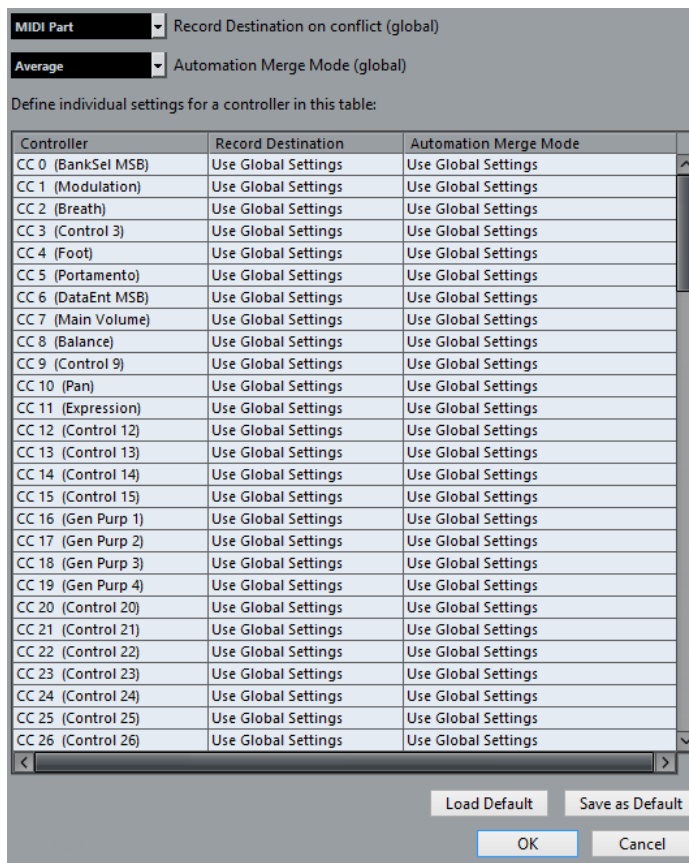 MIDI Part Record Destination on conflict (global)
Average Automation Merge Mode (global)
Define individual settings for a controller in this table:
Controller Record Destination Automation Merge Mode
CC 0 (BankSel MSB) Use Global Settings Use Global Settings
CC 1 (Modulation) Use Global Settings Use Global Settings
CC 2 (Breath) Use Global Settings Use Global Settings
CC 3 (Control 3) Use Global Settings Use Global Settings
CC 4 (Foot) Use Global Settings Use Global Settings
CC 5 (Portamento) Use Global Settings Use Global Settings
CC 6 (DataEnt MSB) Use Global Settings Use Global Settings
CC 7 (Main Volume) Use Global Settings Use Global Settings
CC 8 (Balance) Use Global Settings Use Global Settings
CC 9 (Control 9) Use Global Settings Use Global Settings
CC 10 (Pan) Use Global Settings Use Global Settings
CC 11 (Expression) Use Global Settings Use Global Settings
CC 12 (Control 12) Use Global Settings Use Global Settings
CC 13 (Control 13) Use Global Settings Use Global Settings
CC 14 (Control 14) Use Global Settings Use Global Settings
CC 15 (Control 15) Use Global Settings Use Global Settings
CC 16 (Gen Purp 1) Use Global Settings Use Global Settings
CC 17 (Gen Purp 2) Use Global Settings Use Global Settings
CC 18 (Gen Purp 3) Use Global Settings Use Global Settings
CC 19 (Gen Purp 4) Use Global Settings Use Global Settings
CC 20 (Control 20) Use Global Settings Use Global Settings
CC 21 (Control 21) Use Global Settings Use Global Settings
CC 22 (Control 22) Use Global Settings Use Global Settings
CC 23 (Control 23) Use Global Settings Use Global Settings
CC 24 (Control 24) Use Global Settings Use Global Settings
CC 25 (Control 25) Use Global Settings Use Global Settings
CC 26 (Control 26) Use Global Settings Use Global Settings
Load Default Save as Default
OK Cancel